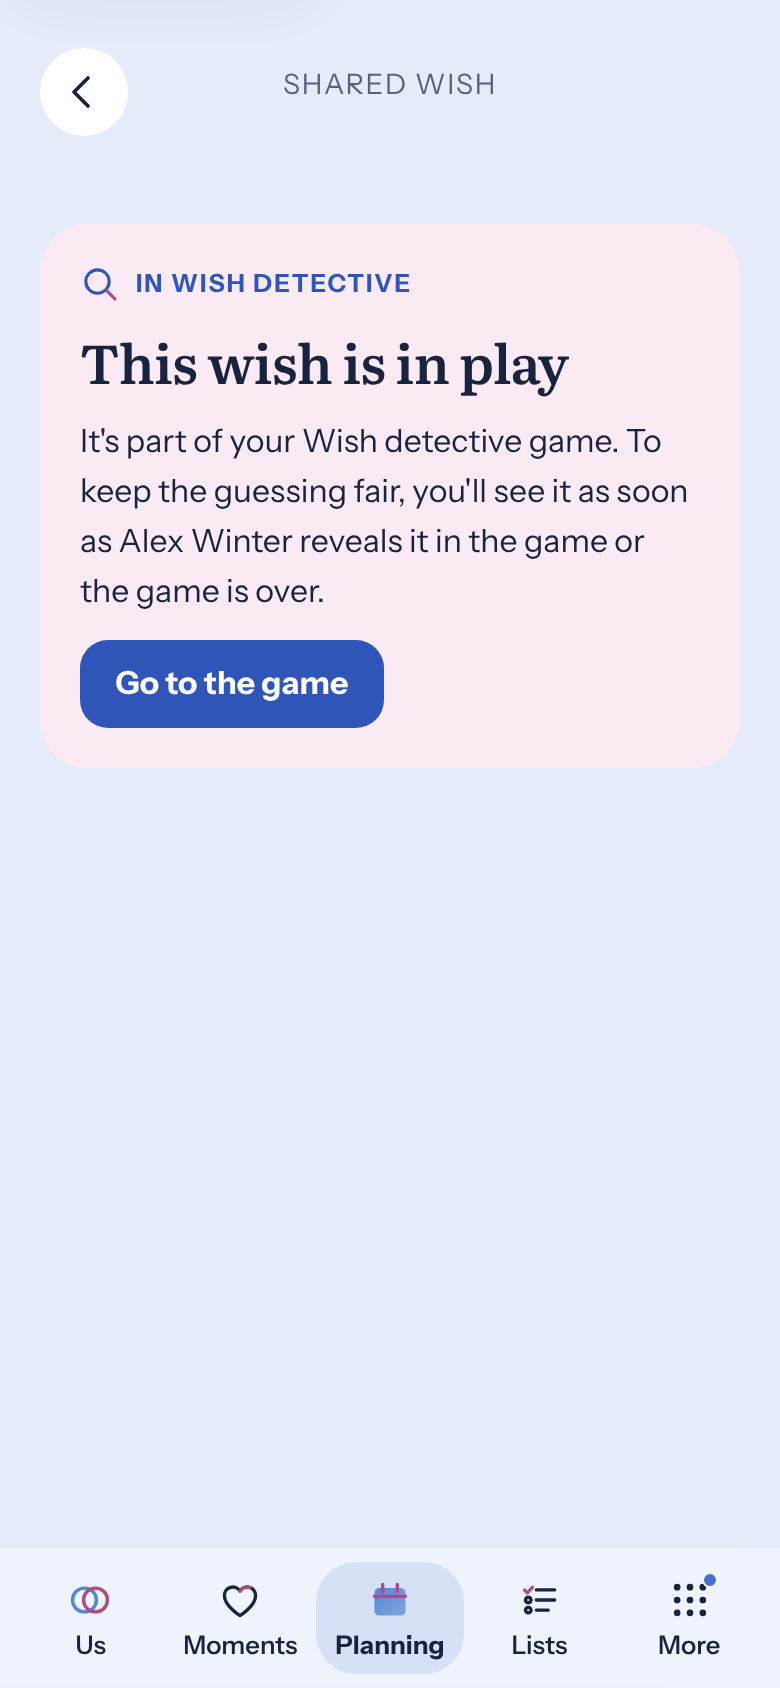 SHARED WISH
IN WISH DETECTIVE
This wish is in play
It's part of your Wish detective game. To
keep the guessing fair, you'll see it as soon
as Alex Winter reveals it in the game or
the game is over.
Go to the game
Us
Moments
Planning
Lists
More